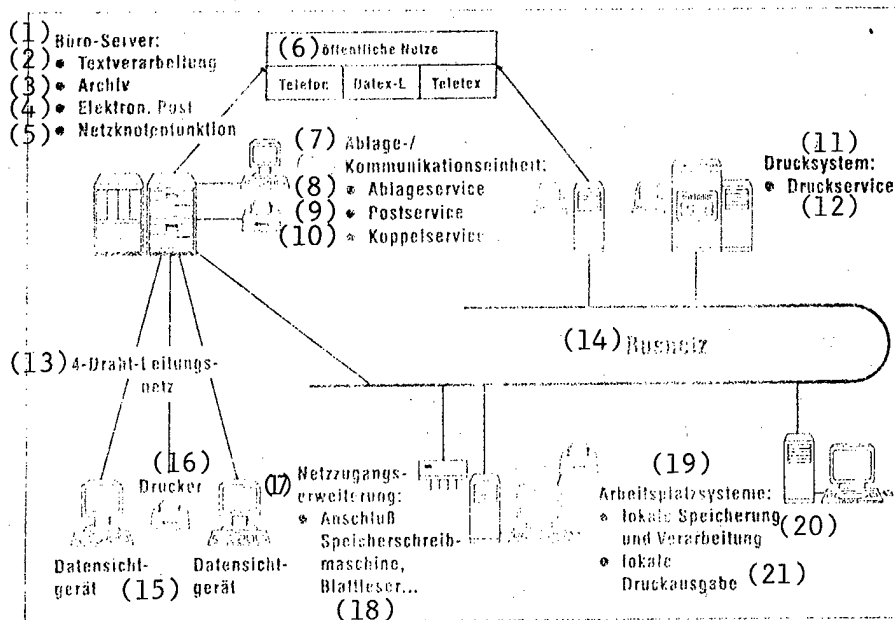 (1) Büro-Server:
(2) • Textverarbeitung
(3) • Archiv
(4) • Elektron. Post
(5) • Netzknotenfunktion
(6) öffentliche Netze
Telefon Datex-L Teletex
(7) Ablage-/
Kommunikationseinheit:
(8) • Ablageservice
(9) • Postservice
(10) • Koppelservice
(11)
Drucksystem:
• Druckservice
(12)
(13) 4-Draht-Leitungs-
netz
(14) Busnetz
(16)
Drucker
Datensicht-
gerät (15)
Datensicht-
gerät
(17) Netzzugangs-
erweiterung:
• Anschluß
Speicherschreib-
maschine,
Blattleser...
(18)
(19)
Arbeitsplatzsysteme:
• lokale Speicherung
und Verarbeitung (20)
• lokale
Druckausgabe (21)